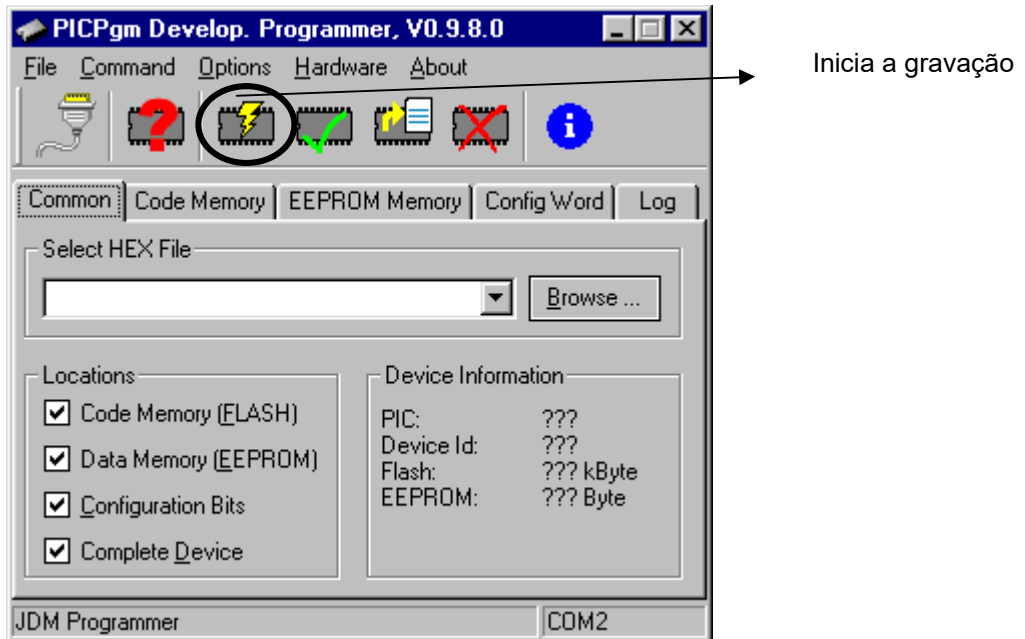 PICPgm Develop. Programmer, V0.9.8.0
File Command Options Hardware About
Inicia a gravação
Common Code Memory EEPROM Memory Config Word Log
Select HEX File
Browse ...
Locations
Code Memory (FLASH)
Data Memory (EEPROM)
Configuration Bits
Complete Device
Device Information
PIC: ???
Device Id: ???
Flash: ??? kByte
EEPROM: ??? Byte
JDM Programmer COM2